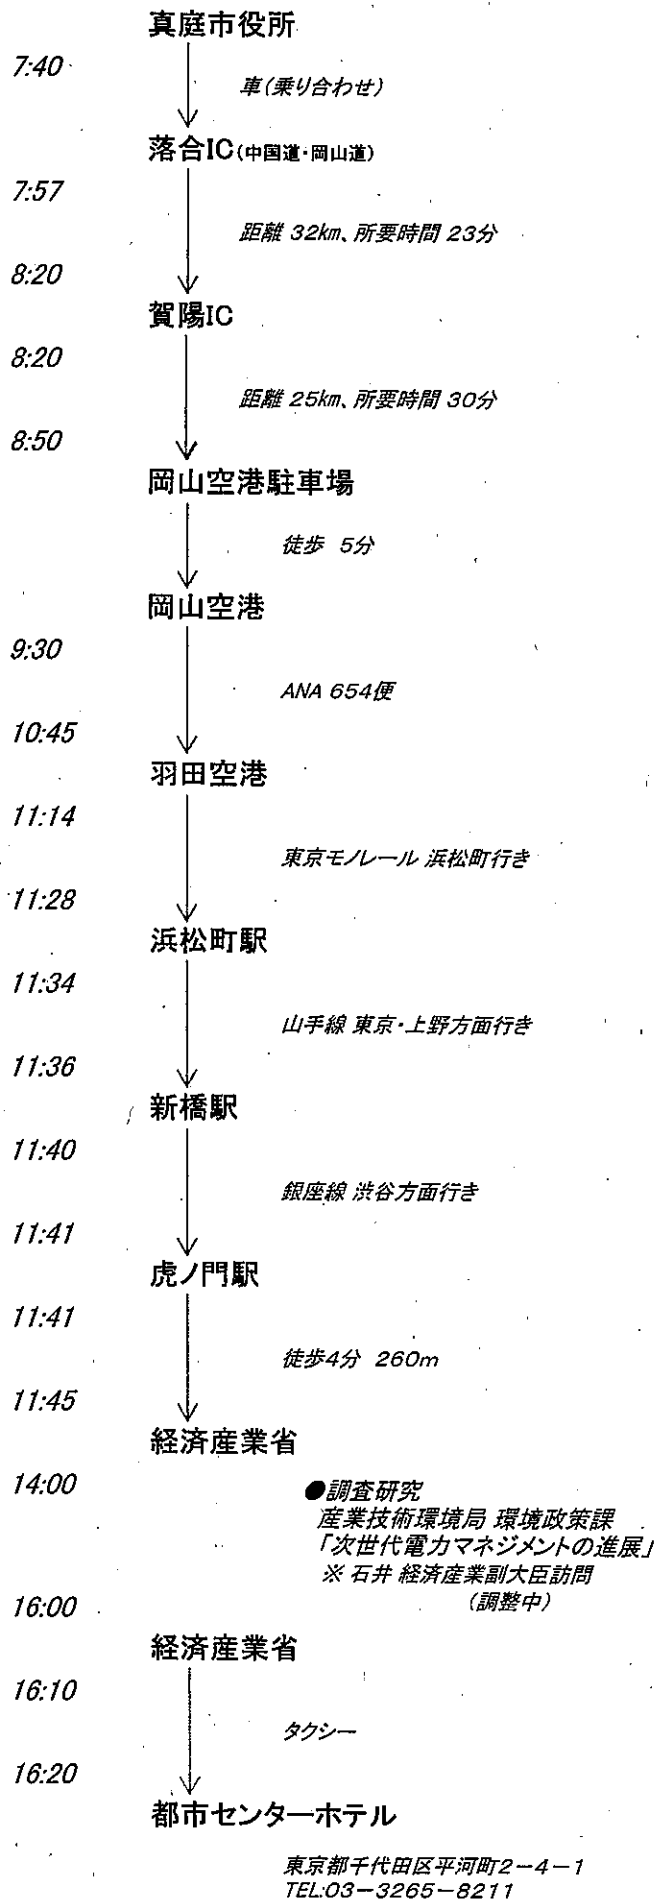 真庭市役所
7:40
車(乗り合わせ)
落合IC(中国道・岡山道)
7:57
距離 32㎞、所要時間 23分
8:20
賀陽IC
8:20
距離 25㎞、所要時間 30分
8:50
岡山空港駐車場
徒歩 5分
岡山空港
9:30
ANA 654便
10:45
羽田空港
11:14
東京モノレール 浜松町行き
11:28
浜松町駅
11:34
山手線 東京・上野方面行き
11:36
新橋駅
11:40
銀座線 渋谷方面行き
11:41
虎ノ門駅
11:41
徒歩4分 260m
11:45
経済産業省
14:00
●調査研究
産業技術環境局 環境政策課
「次世代電力マネジメントの進展」
※ 石井 経済産業副大臣訪問
(調整中)
16:00
経済産業省
16:10
タクシー
16:20
都市センターホテル
東京都千代田区平河町2－4－1
TEL:03－3265－8211